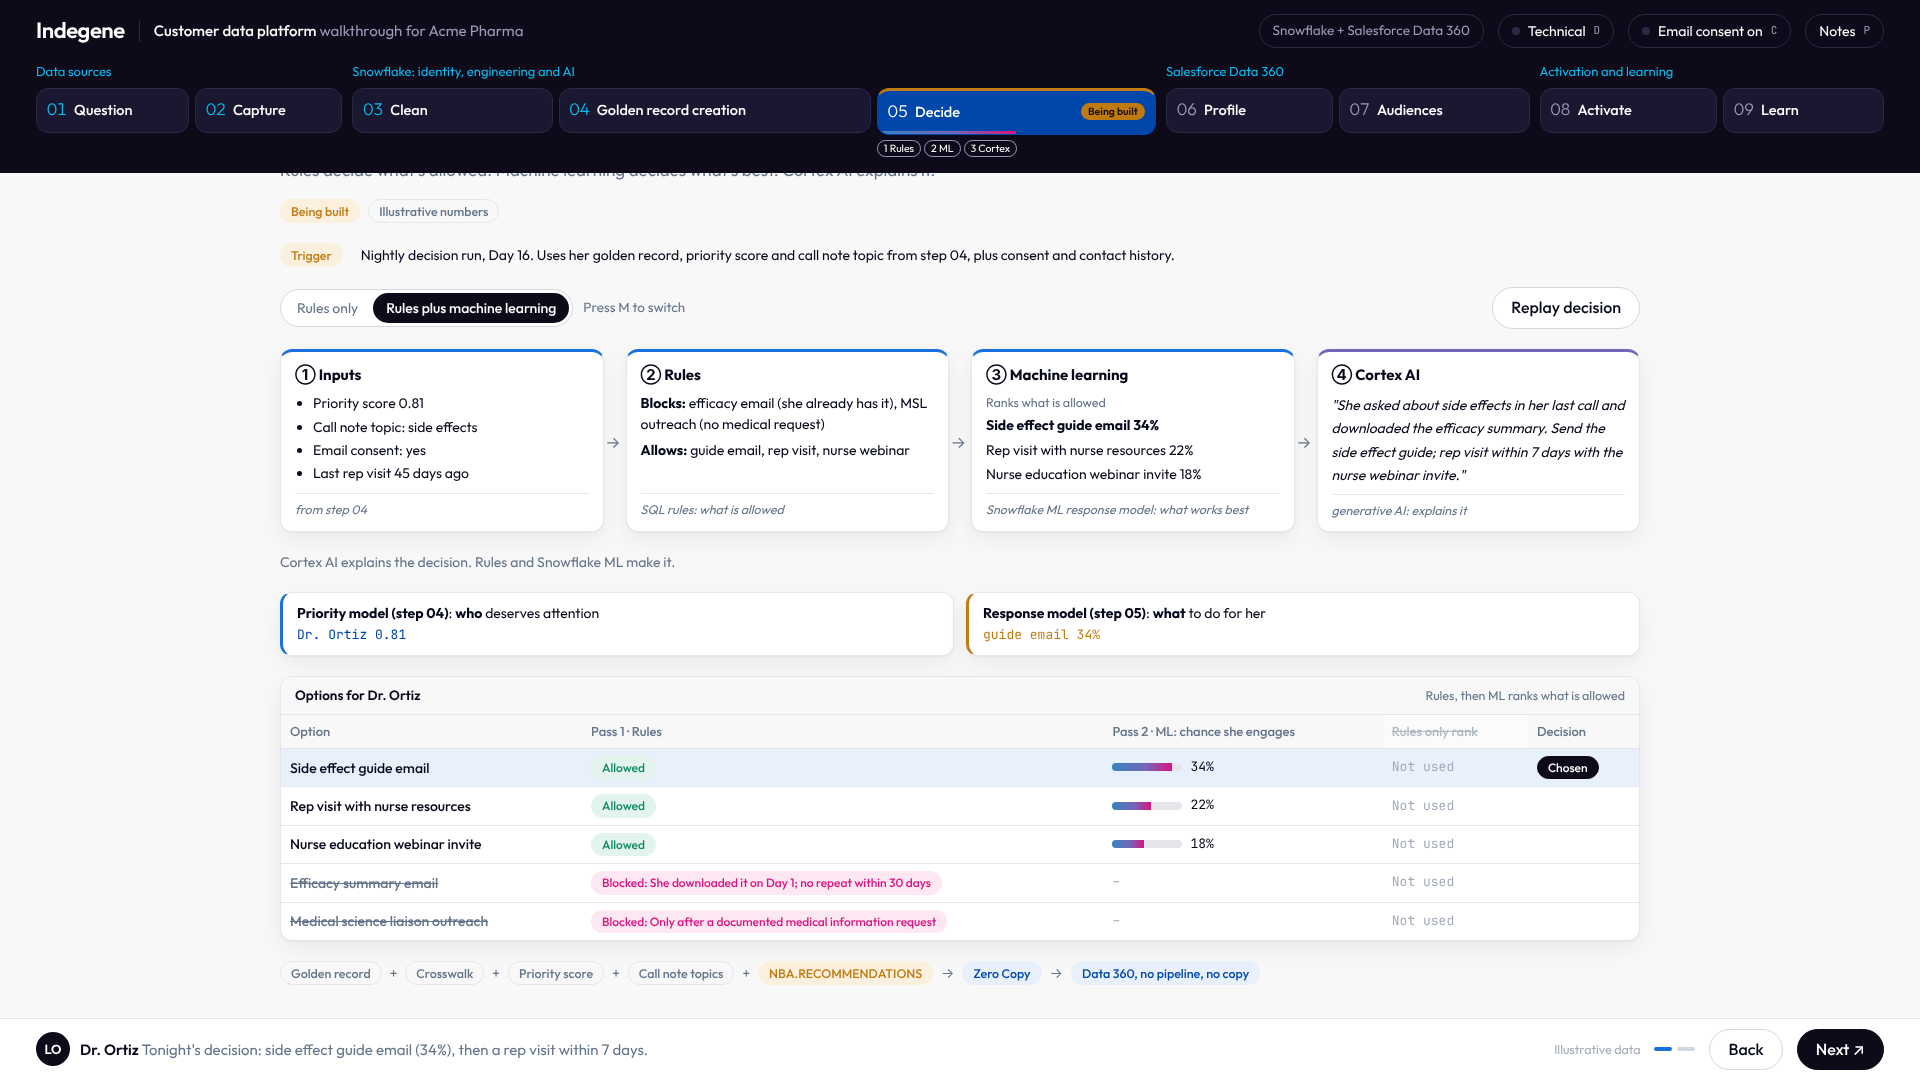 Indegene
Customer data platform walkthrough for Acme Pharma
Snowflake + Salesforce Data 360
Technical D
Email consent on C
Notes P
Data sources
Snowflake: identity, engineering and AI
Salesforce Data 360
Activation and learning
01 Question
02 Capture
03 Clean
04 Golden record creation
05 Decide Being built
06 Profile
07 Audiences
08 Activate
09 Learn
1 Rules
2 ML
3 Cortex
Rules decide what's allowed. Machine learning decides what's best. Cortex AI explains it.
Being built
Illustrative numbers
Trigger
Nightly decision run, Day 16. Uses her golden record, priority score and call note topic from step 04, plus consent and contact history.
Rules only
Rules plus machine learning
Press M to switch
Replay decision
1 Inputs
• Priority score 0.81
• Call note topic: side effects
• Email consent: yes
• Last rep visit 45 days ago
from step 04
→
2 Rules
Blocks: efficacy email (she already has it), MSL
outreach (no medical request)
Allows: guide email, rep visit, nurse webinar
SQL rules: what is allowed
→
3 Machine learning
Ranks what is allowed
Side effect guide email 34%
Rep visit with nurse resources 22%
Nurse education webinar invite 18%
Snowflake ML response model: what works best
→
4 Cortex AI
"She asked about side effects in her last call and
downloaded the efficacy summary. Send the
side effect guide; rep visit within 7 days with the
nurse webinar invite."
generative AI: explains it
Cortex AI explains the decision. Rules and Snowflake ML make it.
Priority model (step 04): who deserves attention
Dr. Ortiz 0.81
Response model (step 05): what to do for her
guide email 34%
Options for Dr. Ortiz
Rules, then ML ranks what is allowed
Option
Pass 1 · Rules
Pass 2 · ML: chance she engages
Rules only rank
Decision
Side effect guide email Allowed 34% Not used Chosen
Rep visit with nurse resources Allowed 22% Not used
Nurse education webinar invite Allowed 18% Not used
Efficacy summary email Blocked: She downloaded it on Day 1; no repeat within 30 days – Not used
Medical science liaison outreach Blocked: Only after a documented medical information request – Not used
Golden record + Crosswalk + Priority score + Call note topics + NBA.RECOMMENDATIONS → Zero Copy → Data 360, no pipeline, no copy
LO
Dr. Ortiz Tonight's decision: side effect guide email (34%), then a rep visit within 7 days.
Illustrative data
Back
Next ↗